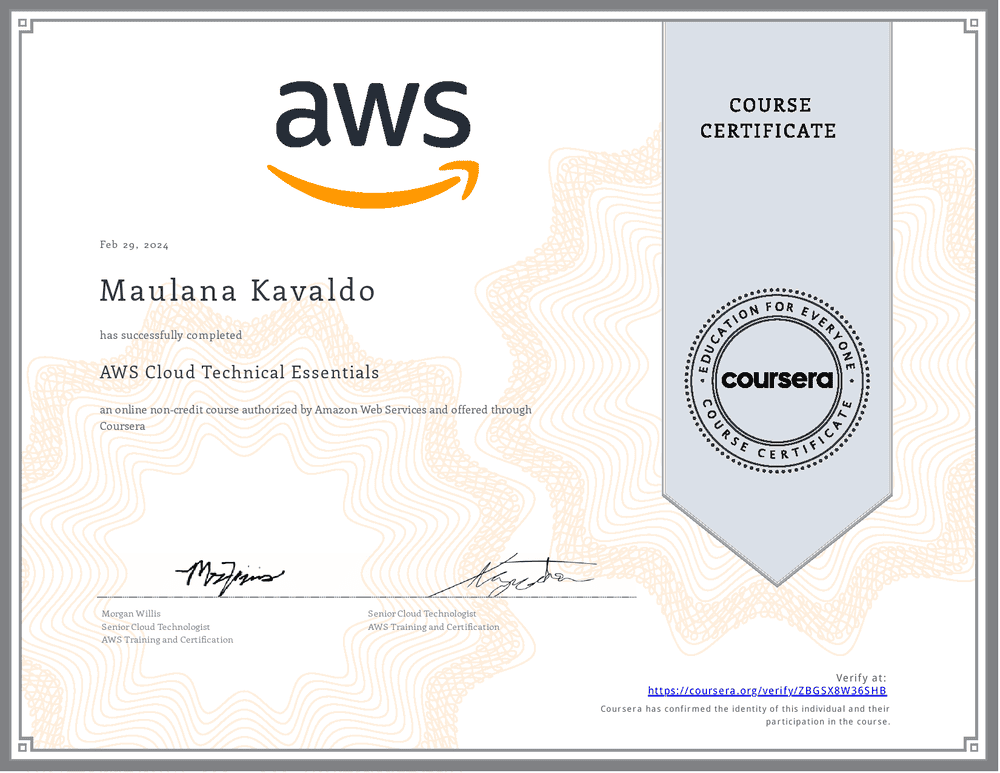 aws
COURSE
CERTIFICATE
Feb 29, 2024
Maulana Kavaldo
has successfully completed
AWS Cloud Technical Essentials
an online non-credit course authorized by Amazon Web Services and offered through
Coursera
EDUCATION FOR EVERYONE
coursera
COURSE CERTIFICATE
Morgan Willis
Senior Cloud Technologist
AWS Training and Certification
Senior Cloud Technologist
AWS Training and Certification
Verify at:
https://coursera.org/verify/ZBGSX8W36SHB
Coursera has confirmed the identity of this individual and their
participation in the course.